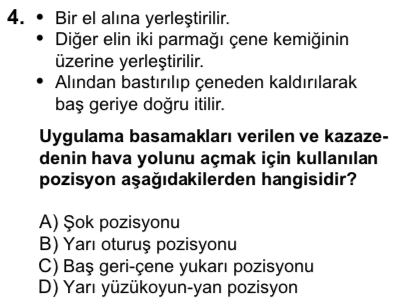 4. • Bir el alına yerleştirilir.
• Diğer elin iki parmağı çene kemiğinin
üzerine yerleştirilir.
• Alından bastırılıp çeneden kaldırılarak
baş geriye doğru itilir.
Uygulama basamakları verilen ve kazaze-
denin hava yolunu açmak için kullanılan
pozisyon aşağıdakilerden hangisidir?
A) Şok pozisyonu
B) Yarı oturuş pozisyonu
C) Baş geri-çene yukarı pozisyonu
D) Yarı yüzükoyun-yan pozisyon